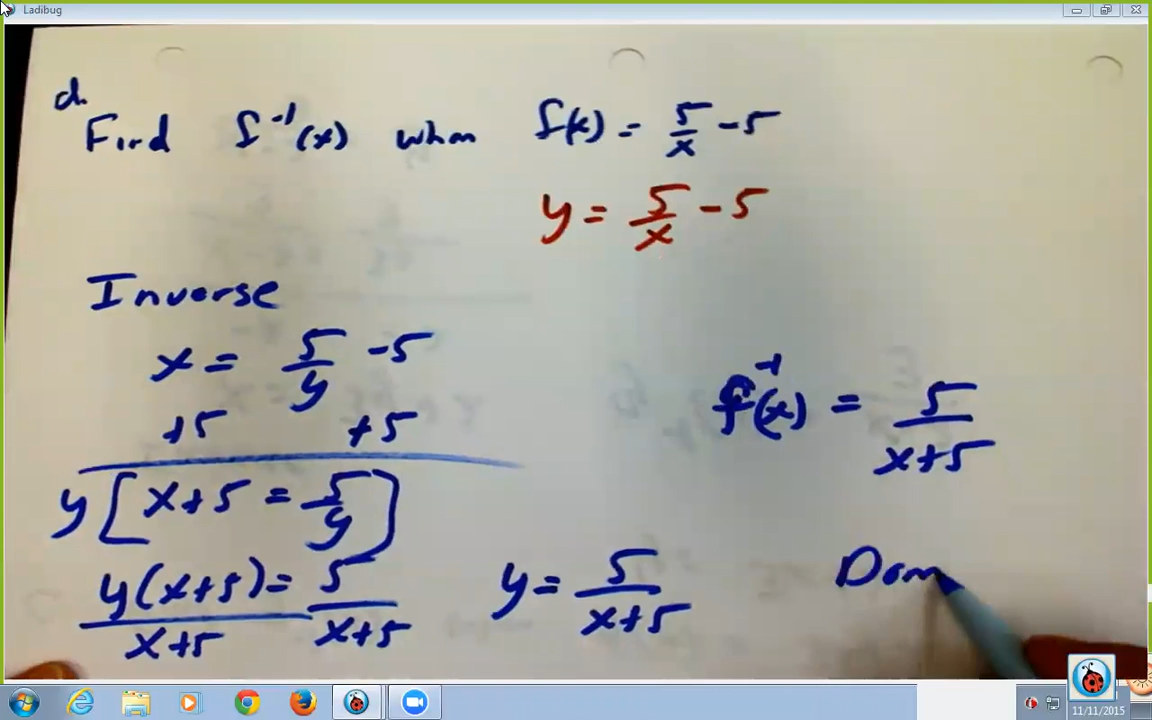 Ladibug
d.
Find f⁻¹(x) when f(x) = 5/x - 5
y = 5/x - 5
Inverse
x = 5/y - 5
+5 +5
y[x+5 = 5/y]
y(x+5) = 5
x+5 x+5
y = 5/(x+5)
f⁻¹(x) = 5/(x+5)
Dom
11/11/2015